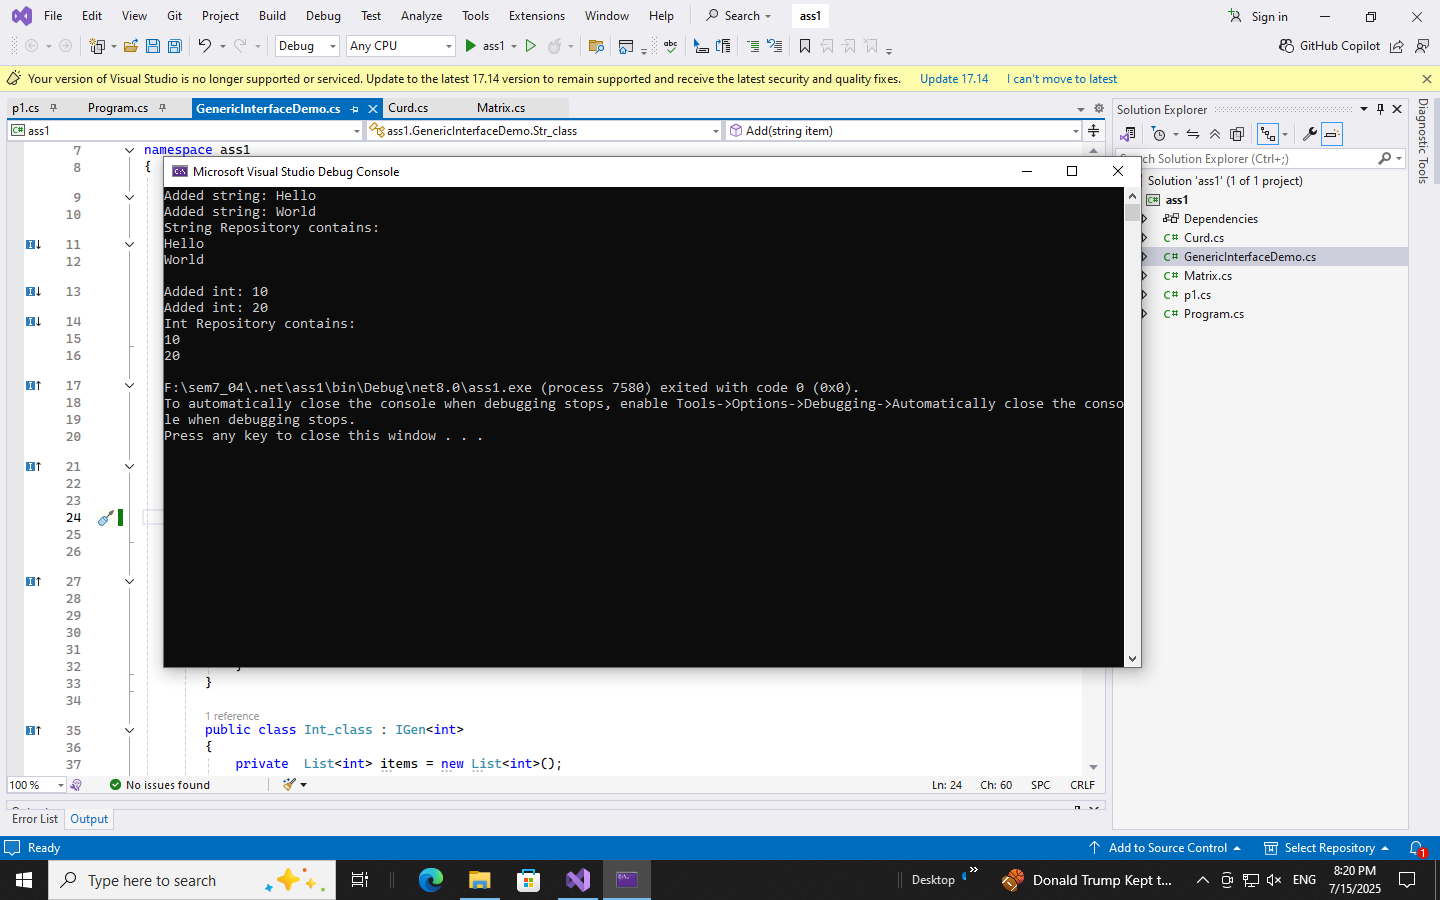 File Edit View Git Project Build Debug Test Analyze Tools Extensions Window Help Search ass1 Sign in
Debug Any CPU ass1 GitHub Copilot
Your version of Visual Studio is no longer supported or serviced. Update to the latest 17.14 version to remain supported and receive the latest security and quality fixes. Update 17.14 I can't move to latest
p1.cs Program.cs GenericInterfaceDemo.cs Curd.cs Matrix.cs
ass1 ass1.GenericInterfaceDemo.Str_class Add(string item)
Solution Explorer
Search Solution Explorer (Ctrl+;)
Solution 'ass1' (1 of 1 project)
ass1
Dependencies
Curd.cs
GenericInterfaceDemo.cs
Matrix.cs
p1.cs
Program.cs
Diagnostic Tools
7 namespace ass1
8 {
9
10
11
12
13
14
15
16
17
18
19
20
21
22
23
24
25
26
27
28
29
30
31
32 }
33 }
34
1 reference
35 public class Int_class : IGen<int>
36 {
37 private List<int> items = new List<int>();
Microsoft Visual Studio Debug Console
Added string: Hello
Added string: World
String Repository contains:
Hello
World
Added int: 10
Added int: 20
Int Repository contains:
10
20
F:\sem7_04\.net\ass1\bin\Debug\net8.0\ass1.exe (process 7580) exited with code 0 (0x0).
To automatically close the console when debugging stops, enable Tools->Options->Debugging->Automatically close the conso
le when debugging stops.
Press any key to close this window . . .
100 % No issues found Ln: 24 Ch: 60 SPC CRLF
Error List Output
Ready Add to Source Control Select Repository 1
Type here to search Desktop Donald Trump Kept t... ENG 8:20 PM
7/15/2025